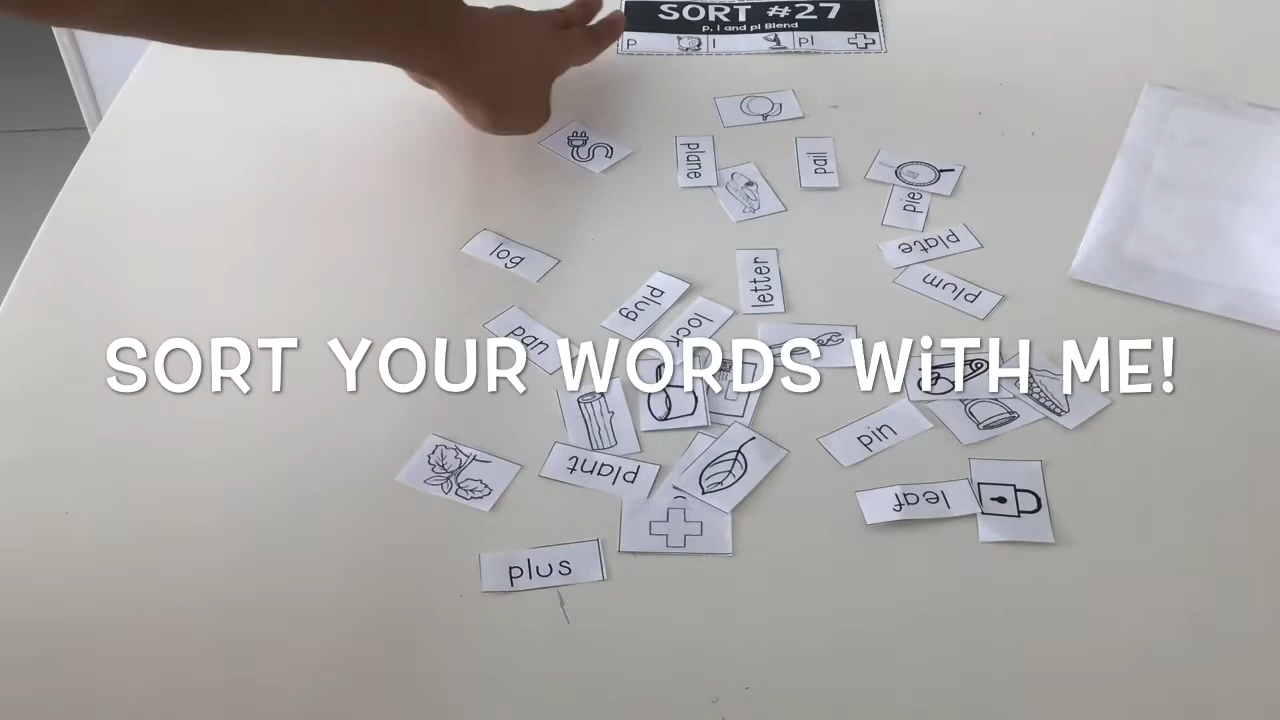 SORT #27
p, l and pl Blend
p l pl
plane
pail
pie
plate
log
letter
plum
plug
lock
pan
SORT YOUR WORDS WiTH ME!
pin
plant
leaf
plus